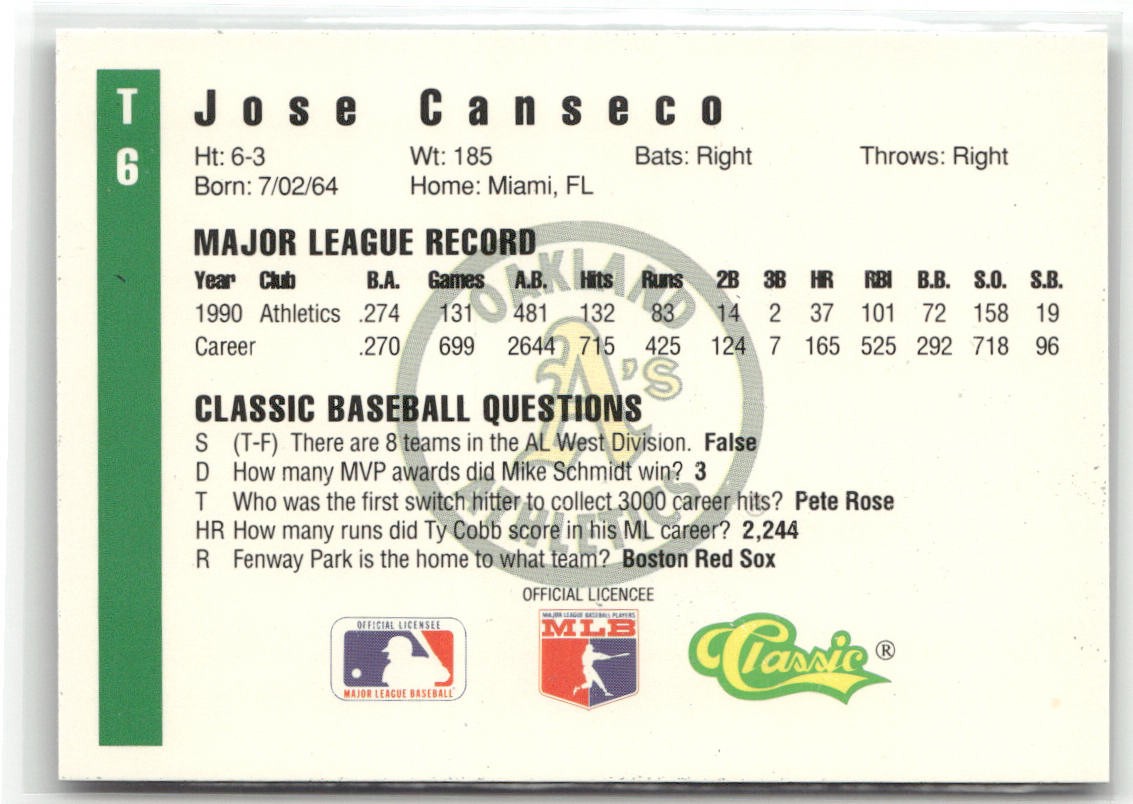 T
6
Jose Canseco
Ht: 6-3 Wt: 185 Bats: Right Throws: Right
Born: 7/02/64 Home: Miami, FL
MAJOR LEAGUE RECORD
Year Club B.A. Games A.B. Hits Runs 2B 3B HR RBI B.B. S.O. S.B.
1990 Athletics .274 131 481 132 83 14 2 37 101 72 158 19
Career .270 699 2644 715 425 124 7 165 525 292 718 96
OAKLAND
A's
ATHLETICS
CLASSIC BASEBALL QUESTIONS
S (T-F) There are 8 teams in the AL West Division. False
D How many MVP awards did Mike Schmidt win? 3
T Who was the first switch hitter to collect 3000 career hits? Pete Rose
HR How many runs did Ty Cobb score in his ML career? 2,244
R Fenway Park is the home to what team? Boston Red Sox
OFFICIAL LICENCEE
OFFICIAL LICENSEE
MAJOR LEAGUE BASEBALL
MAJOR LEAGUE BASEBALL PLAYERS
MLB
Classic ®